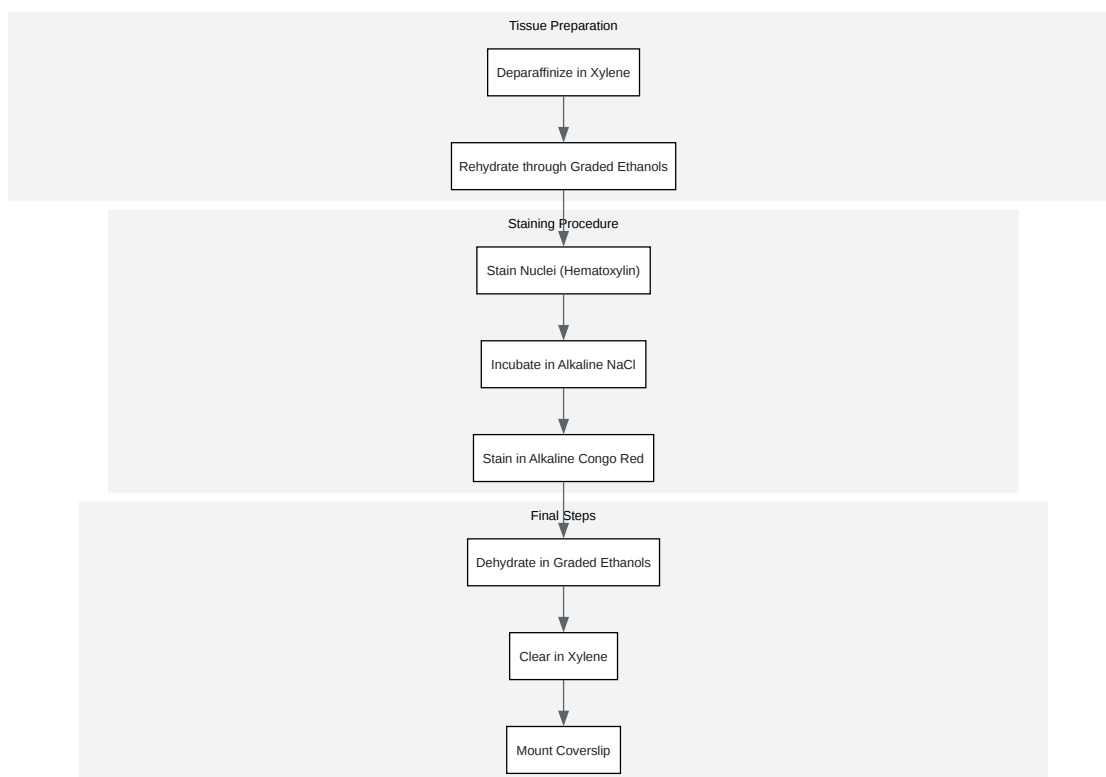 Tissue Preparation
Deparaffinize in Xylene
Rehydrate through Graded Ethanols
Staining Procedure
Stain Nuclei (Hematoxylin)
Incubate in Alkaline NaCl
Stain in Alkaline Congo Red
Final Steps
Dehydrate in Graded Ethanols
Clear in Xylene
Mount Coverslip